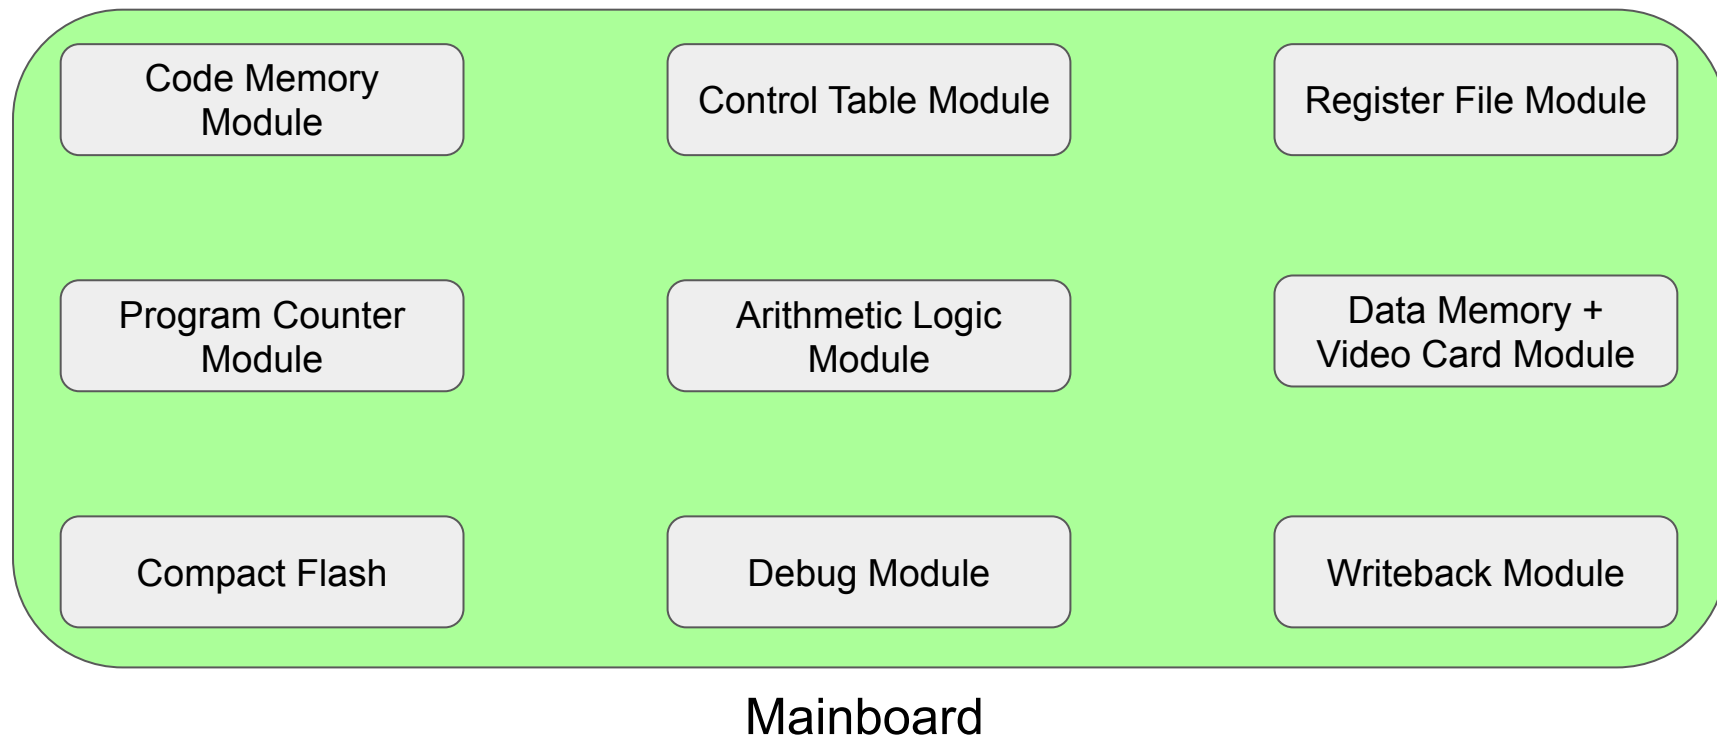 Code Memory
Module
Control Table Module
Register File Module
Program Counter
Module
Arithmetic Logic
Module
Data Memory +
Video Card Module
Compact Flash
Debug Module
Writeback Module
Mainboard